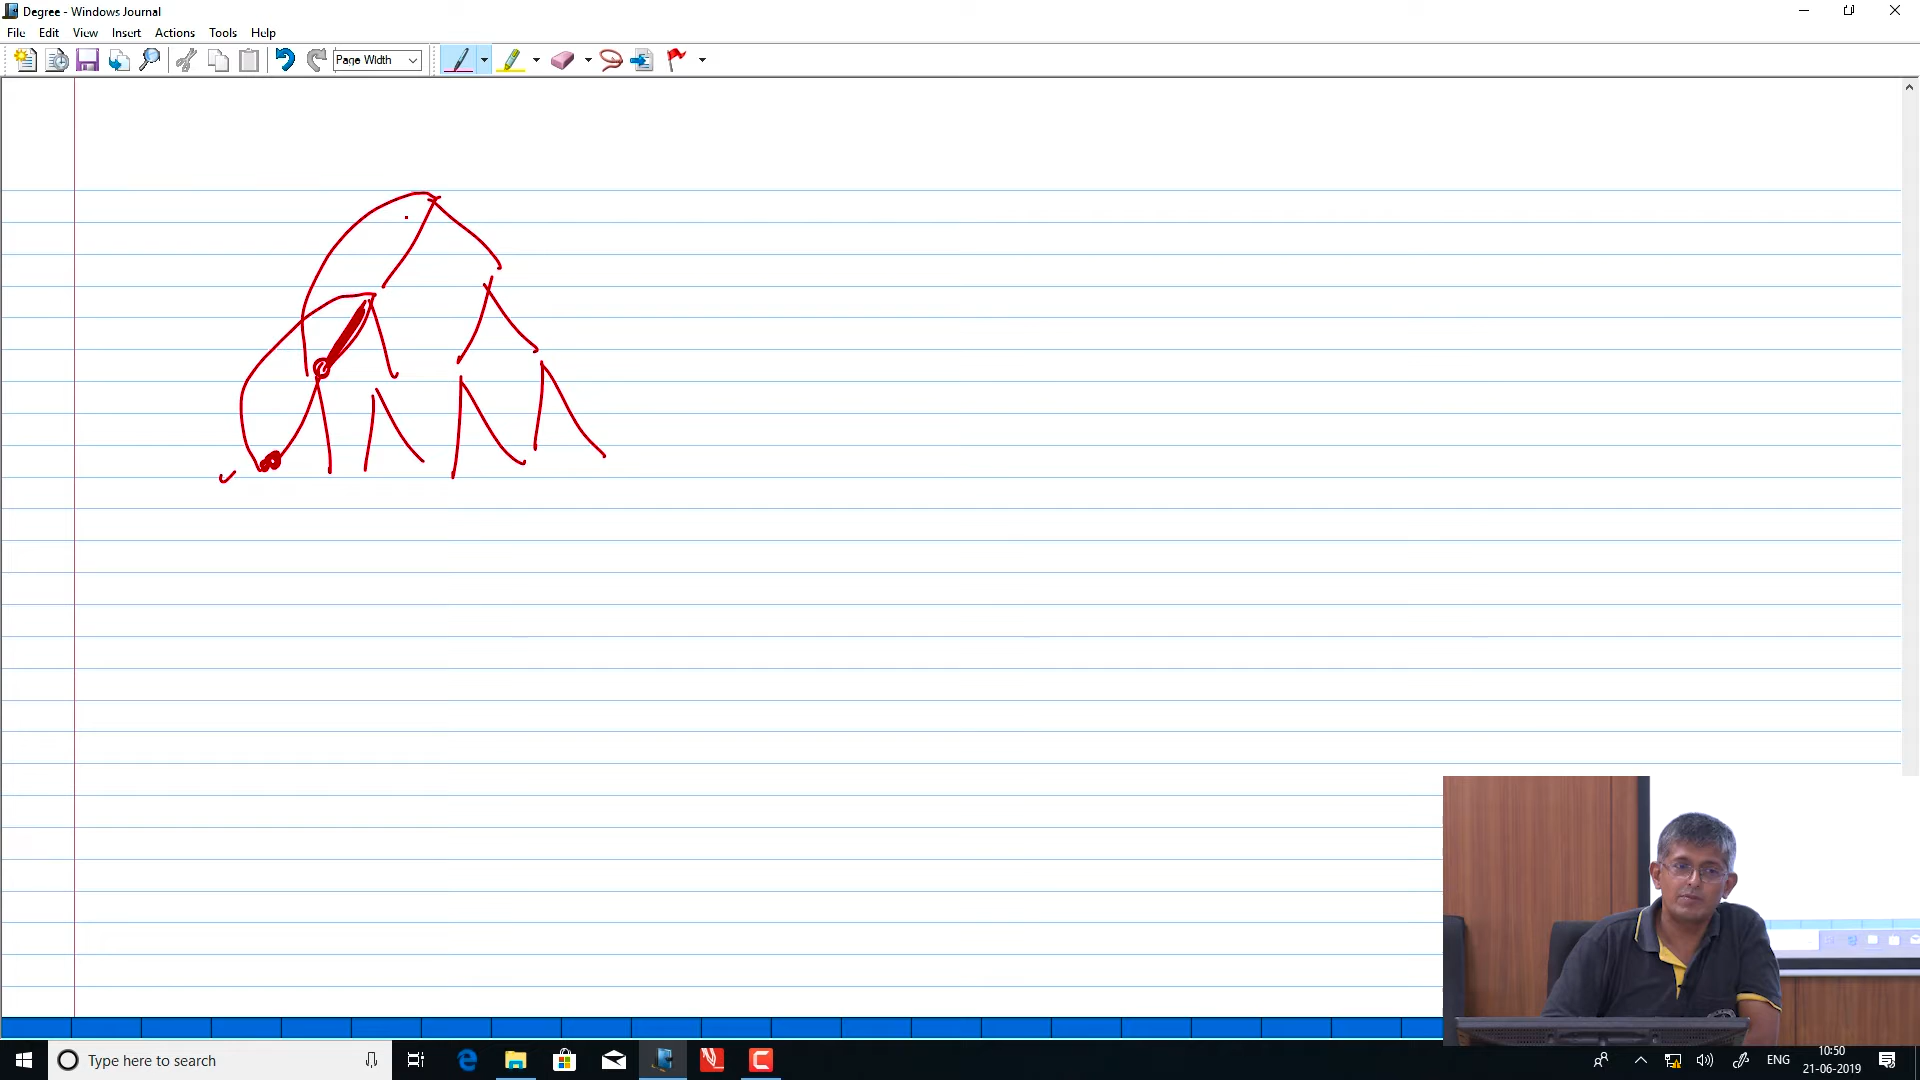 Degree - Windows Journal
File Edit View Insert Actions Tools Help
Page Width
Type here to search
ENG
10:50
21-06-2019